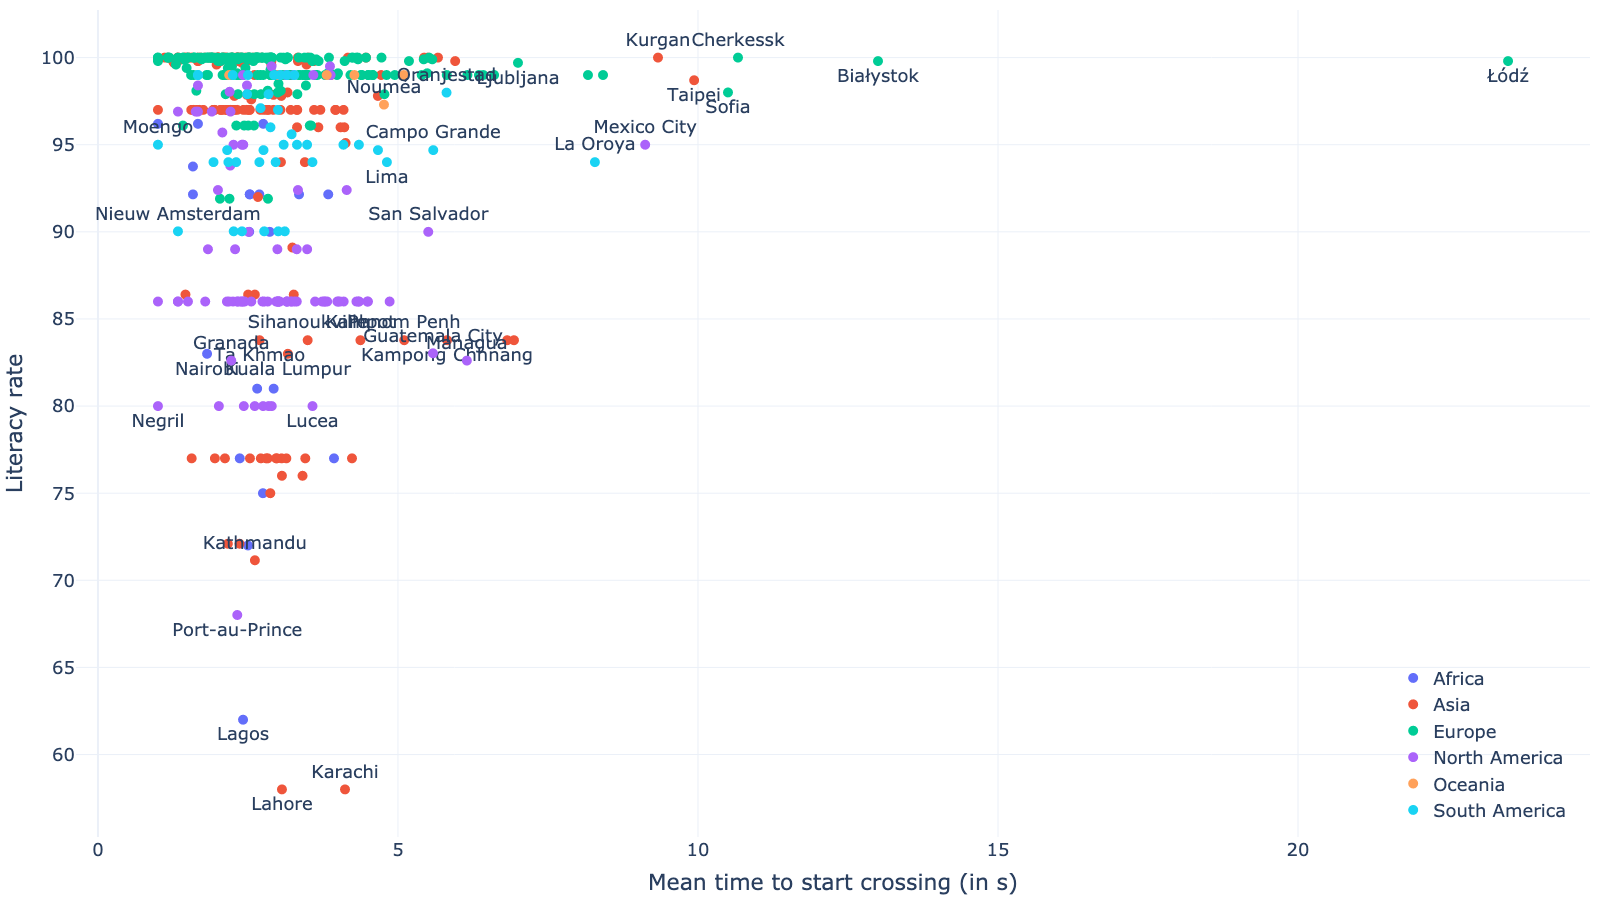 Kurgan
Cherkessk
100
Białystok
Łódź
Oranjestad
Ljubljana
Noumea
Taipei
Sofia
Moengo
Campo Grande
Mexico City
La Oroya
95
Lima
Nieuw Amsterdam
San Salvador
90
85
Sihanoukville
Kampot
Phnom Penh
Guatemala City
Granada
Managua
Ta Khmao
Kampong Chhnang
Nairobi
Kuala Lumpur
80
Negril
Lucea
Literacy rate
75
Kathmandu
70
Port-au-Prince
65
Lagos
60
Karachi
Lahore
Africa
Asia
Europe
North America
Oceania
South America
0
5
10
15
20
Mean time to start crossing (in s)